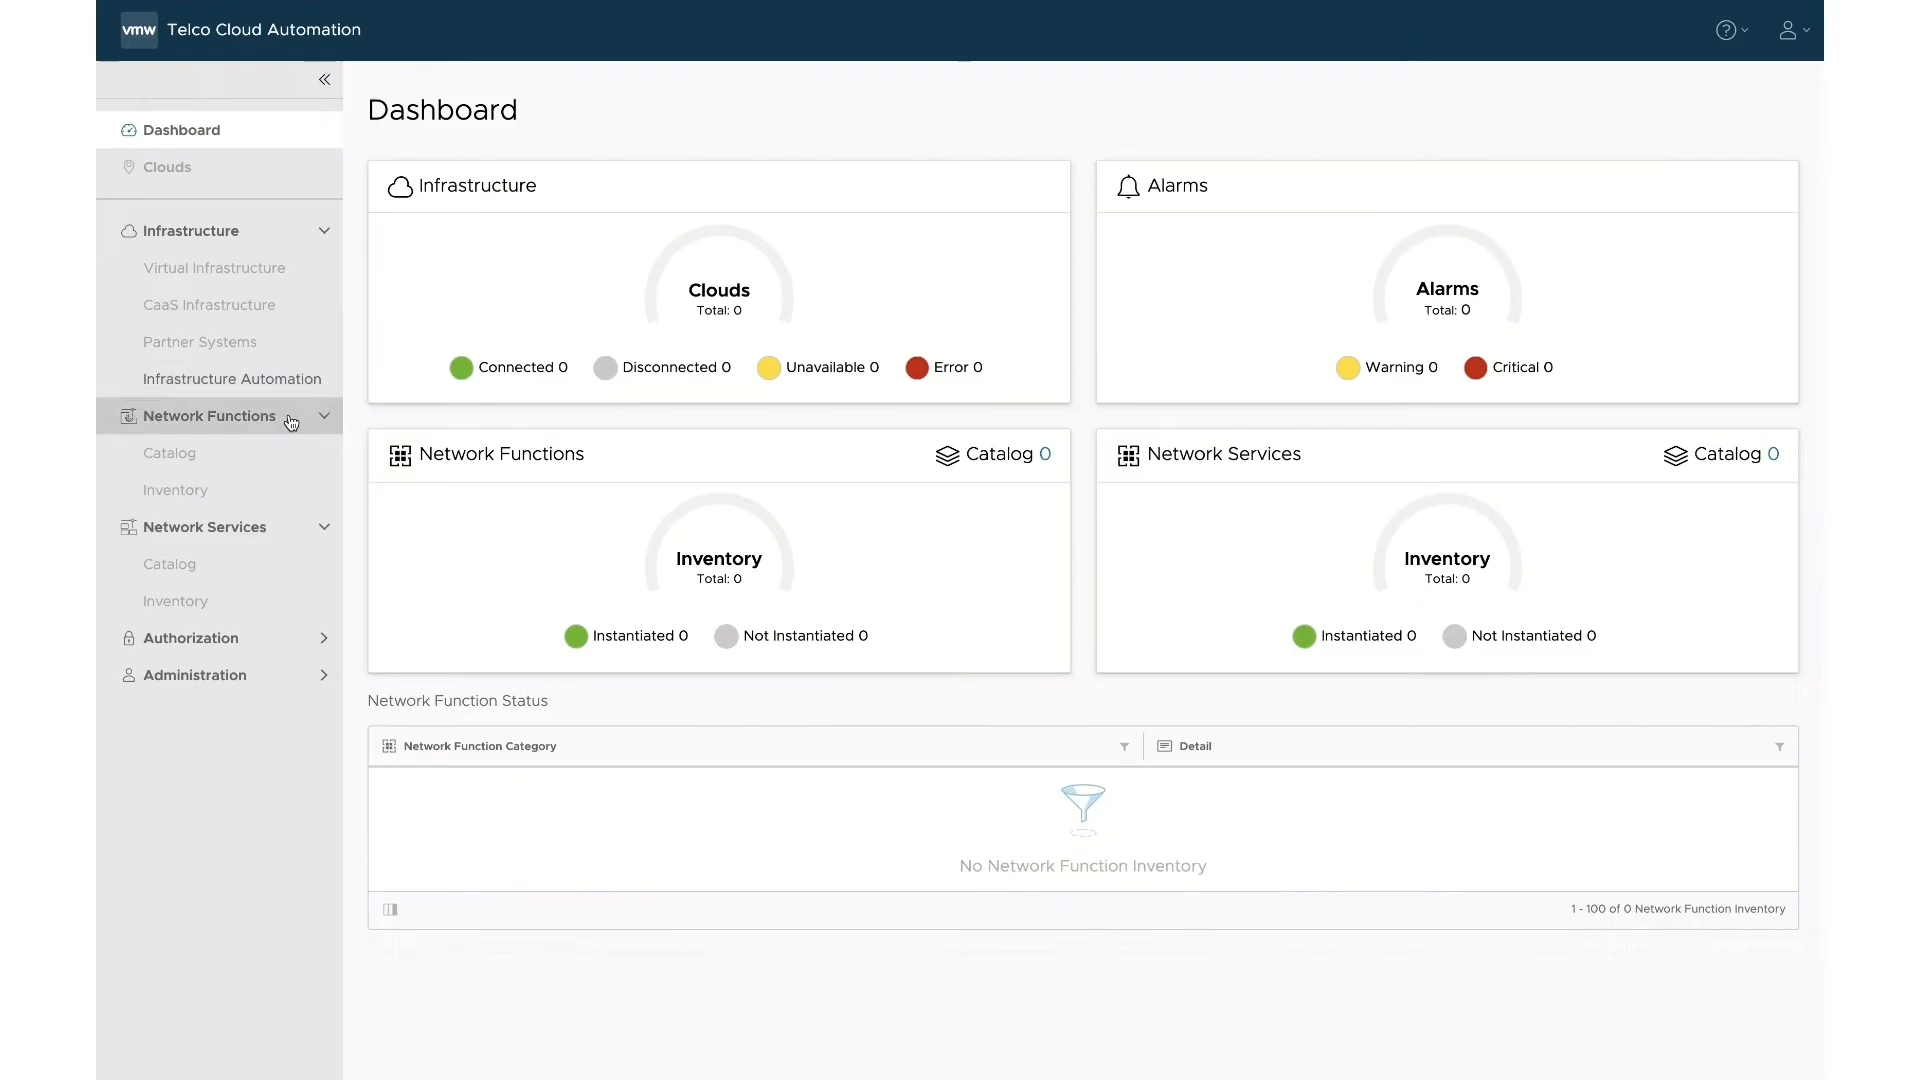 vmw Telco Cloud Automation
Dashboard
Clouds
Infrastructure
Virtual Infrastructure
CaaS Infrastructure
Partner Systems
Infrastructure Automation
Network Functions
Catalog
Inventory
Network Services
Catalog
Inventory
Authorization
Administration
Dashboard
Infrastructure
Clouds
Total: 0
Connected 0 Disconnected 0 Unavailable 0 Error 0
Alarms
Alarms
Total: 0
Warning 0 Critical 0
Network Functions Catalog 0
Inventory
Total: 0
Instantiated 0 Not Instantiated 0
Network Services Catalog 0
Inventory
Total: 0
Instantiated 0 Not Instantiated 0
Network Function Status
Network Function Category Detail
No Network Function Inventory
1 - 100 of 0 Network Function Inventory